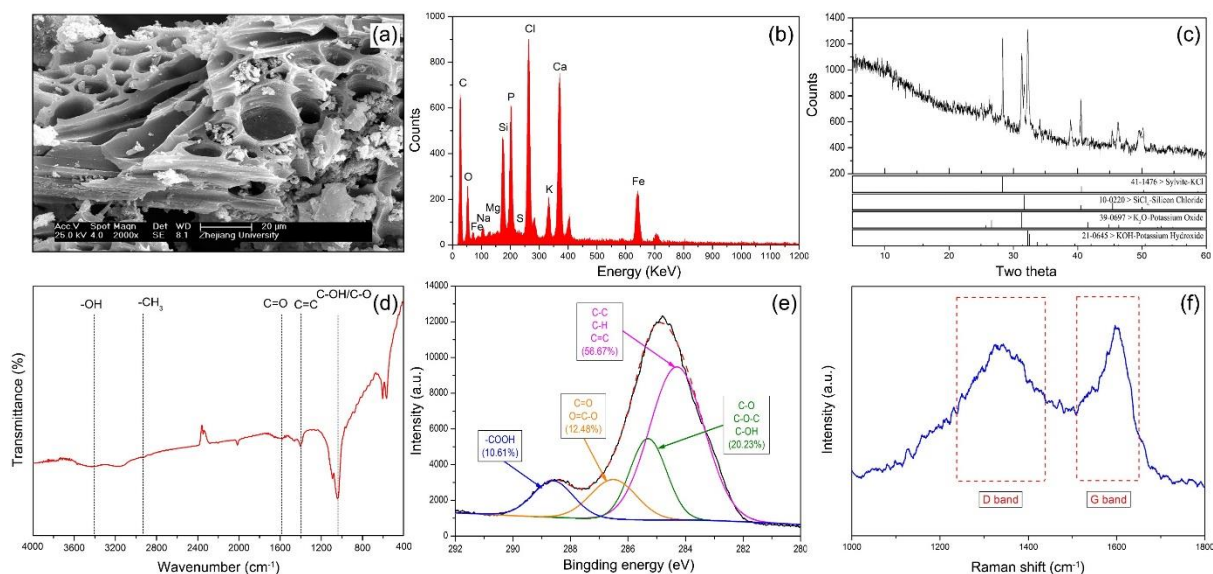 (a)
Acc.V Spot Magn Det WD 20 μm
25.0 kV 4.0 2000x SE 8.1 Zhejiang University
(b)
Counts
1000
800
600
400
200
0
C
O
Fe
Na
Mg
Si
P
S
Cl
K
Ca
Fe
0 100 200 300 400 500 600 700 800 900 1000 1100 1200
Energy (KeV)
(c)
Counts
1400
1200
1000
800
600
400
200
41-1476 > Sylvite-KCl
39-0697 > K2O-Potassium Oxide
21-0645 > KOH-Potassium Hydroxide
10 20 30 40 50 60
Two theta
(d)
-OH
-CH3
C=O
C=C
C-OH/C-O
Transmittance (%)
4000 3600 3200 2800 2400 2000 1600 1200 800 400
Wavenumber (cm-1)
(e)
Intensity (a.u.)
14000
12000
10000
8000
6000
4000
2000
0
-COOH
(10.61%)
C=O
O=C-O
(12.48%)
C-C
C-H
C=C
(56.67%)
C-O
C-O-C
C-OH
(20.23%)
292 290 288 286 284 282 280
Bingding energy (eV)
(f)
Intensity (a.u.)
D band
G band
1000 1200 1400 1600 1800
Raman shift (cm-1)